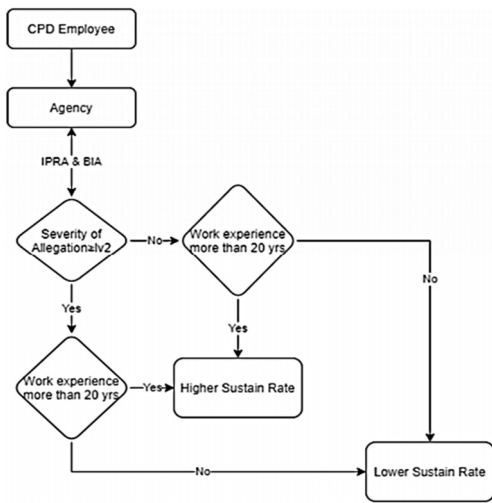 CPD Employee
Agency
IPRA & BIA
Severity of
Allegation≥lv2
No
Work experience
more than 20 yrs
No
Yes
Yes
Work experience
more than 20 yrs
Yes
Higher Sustain Rate
No
Lower Sustain Rate